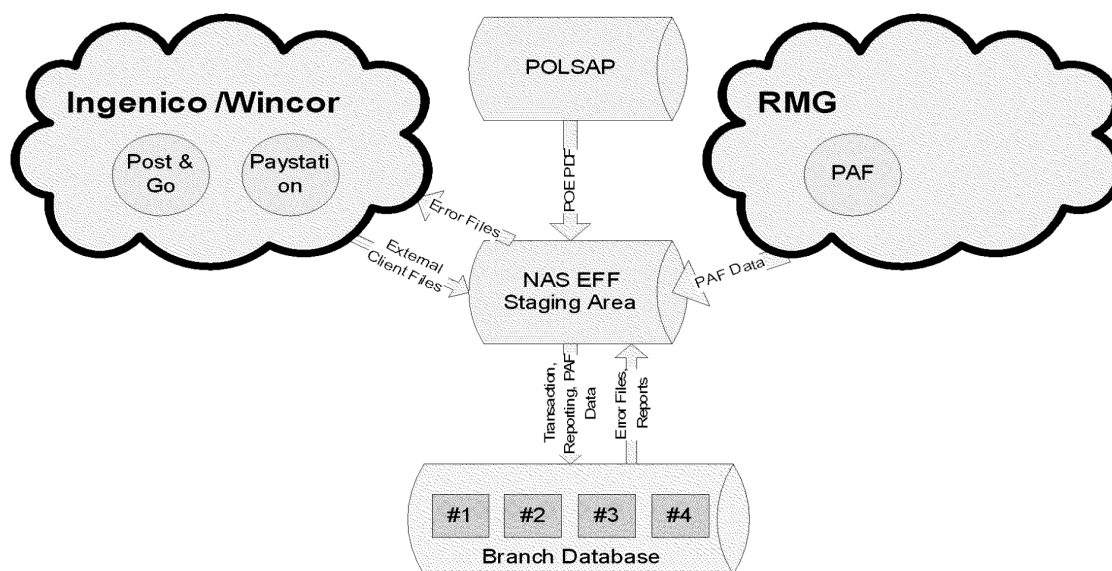 Ingenico /Wincor
Post &
Go
Paystati
on
POLSAP
RMG
PAF
POE PDF
Error Files
External
Client Files
PAF Data
NAS EFF
Staging Area
Transaction,
Reporting, PAF
Data
Error Files,
Reports
#1
#2
#3
#4
Branch Database